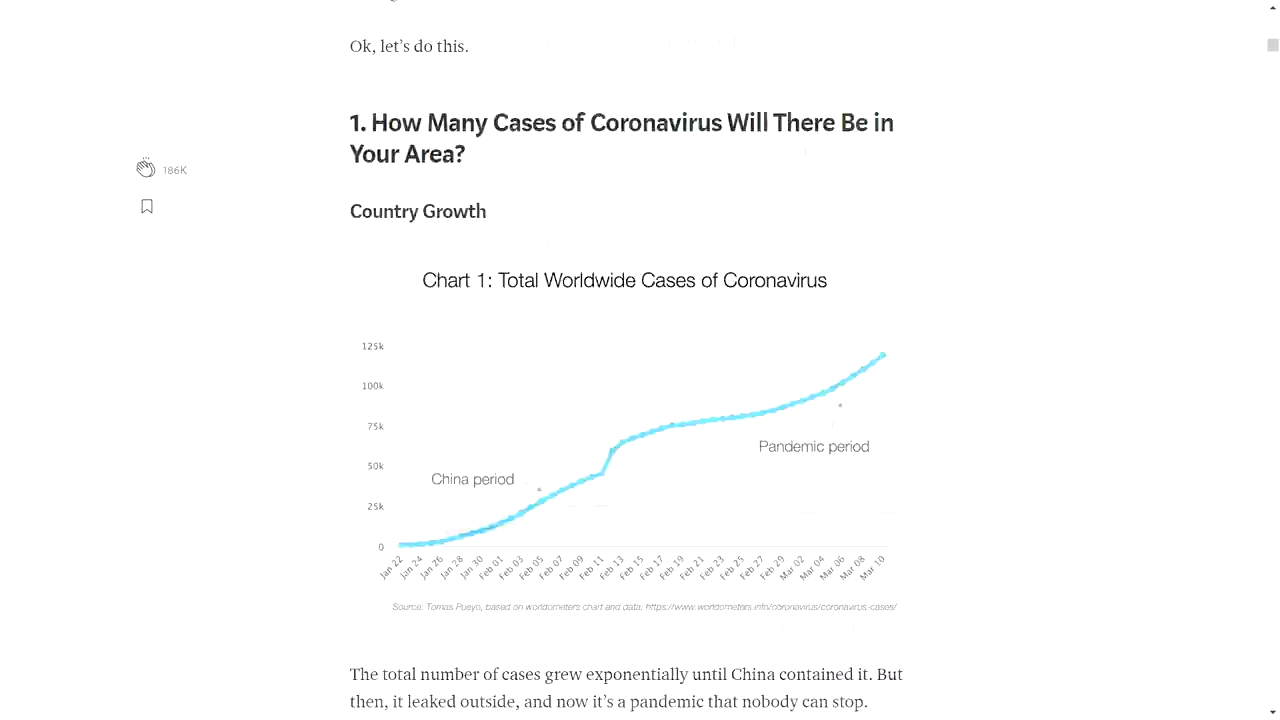 Ok, let’s do this.
1. How Many Cases of Coronavirus Will There Be in
Your Area?
186K
Country Growth
Chart 1: Total Worldwide Cases of Coronavirus
125k
100k
75k
Pandemic period
50k
China period
25k
0
Jan 22 Jan 24 Jan 26 Jan 28 Jan 30 Feb 01 Feb 03 Feb 05 Feb 07 Feb 09 Feb 11 Feb 13 Feb 15 Feb 17 Feb 19 Feb 21 Feb 23 Feb 25 Feb 27 Feb 29 Mar 02 Mar 04 Mar 06 Mar 08 Mar 10
Source: Tomas Pueyo, based on worldometers chart and data: https://www.worldometers.info/coronavirus/coronavirus-cases/
The total number of cases grew exponentially until China contained it. But
then, it leaked outside, and now it’s a pandemic that nobody can stop.